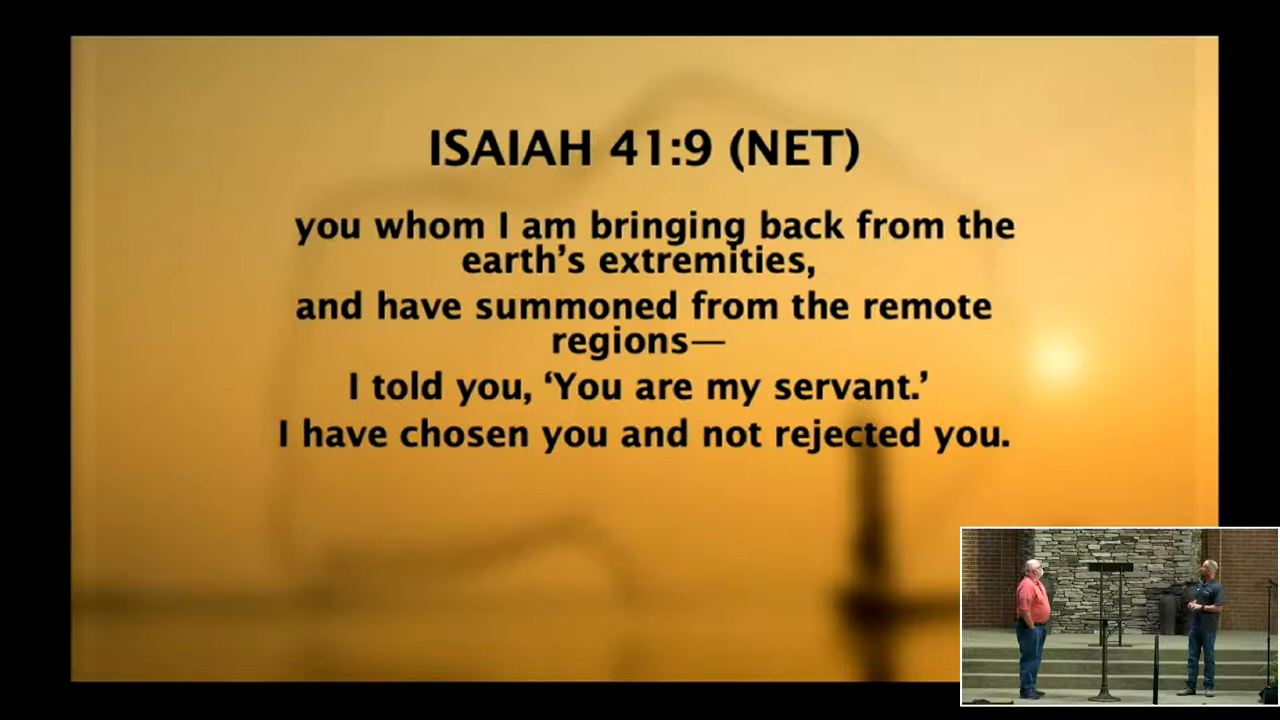 ISAIAH 41:9 (NET)
you whom I am bringing back from the
earth’s extremities,
and have summoned from the remote
regions—
I told you, ‘You are my servant.’
I have chosen you and not rejected you.